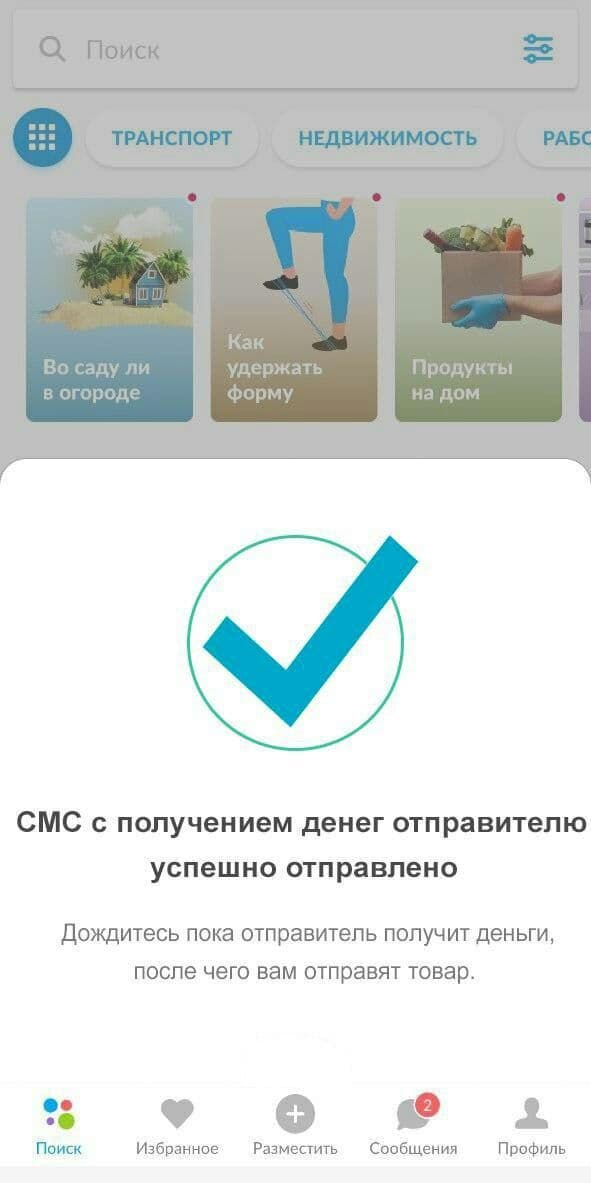 Поиск
ТРАНСПОРТ
НЕДВИЖИМОСТЬ
РАБО
Во саду ли
в огороде
Как
удержать
форму
Продукты
на дом
СМС с получением денег отправителю
успешно отправлено
Дождитесь пока отправитель получит деньги,
после чего вам отправят товар.
2
Поиск
Избранное
Разместить
Сообщения
Профиль